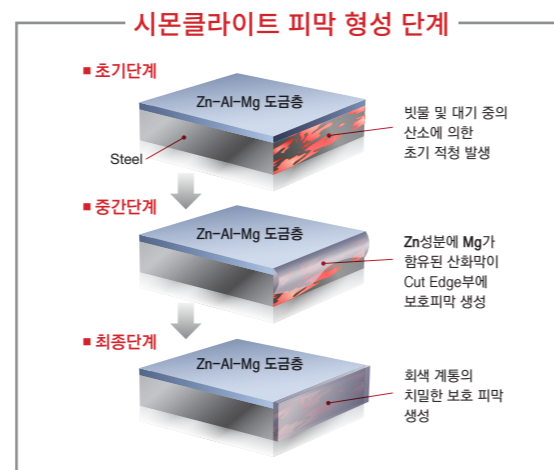 시몬클라이트 피막 형성 단계
■ 초기단계
Zn-Al-Mg 도금층
Steel
빗물 및 대기 중의
산소에 의한
초기 적청 발생
■ 중간단계
Zn-Al-Mg 도금층
Zn성분에 Mg가
함유된 산화막이
Cut Edge부에
보호피막 생성
■ 최종단계
Zn-Al-Mg 도금층
회색 계통의
치밀한 보호 피막
생성